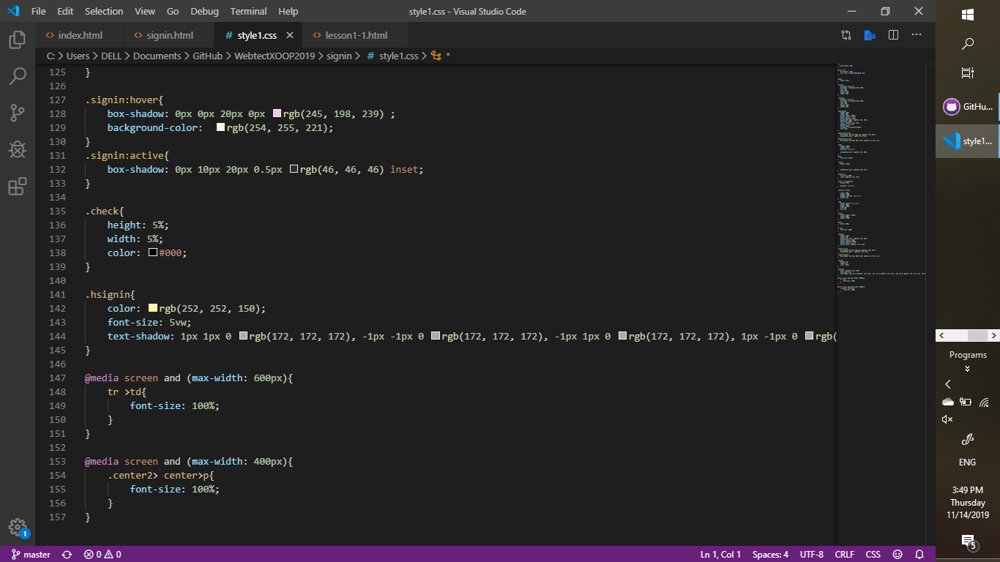 File Edit Selection View Go Debug Terminal Help style1.css - Visual Studio Code
index.html signin.html # style1.css lesson1-1.html
C: > Users > DELL > Documents > GitHub > WebtectXOOP2019 > signin > # style1.css > *
125 }
126
127 .signin:hover{
128 box-shadow: 0px 0px 20px 0px rgb(245, 198, 239) ;
129 background-color: rgb(254, 255, 221);
130 }
131 .signin:active{
132 box-shadow: 0px 10px 20px 0.5px rgb(46, 46, 46) inset;
133 }
134
135 .check{
136 height: 5%;
137 width: 5%;
138 color: #000;
139 }
140
141 .hsignin{
142 color: rgb(252, 252, 150);
143 font-size: 5vw;
144 text-shadow: 1px 1px 0 rgb(172, 172, 172), -1px -1px 0 rgb(172, 172, 172), -1px 1px 0 rgb(172, 172, 172), 1px -1px 0 rgb(
145 }
146
147 @media screen and (max-width: 600px){
148 tr >td{
149 font-size: 100%;
150 }
151 }
152
153 @media screen and (max-width: 400px){
154 .center2> center>p{
155 font-size: 100%;
156 }
157 }
1
master 0 0 Ln 1, Col 1 Spaces: 4 UTF-8 CRLF CSS
GitHu...
style1...
Programs
ENG
3:49 PM
Thursday
11/14/2019
5